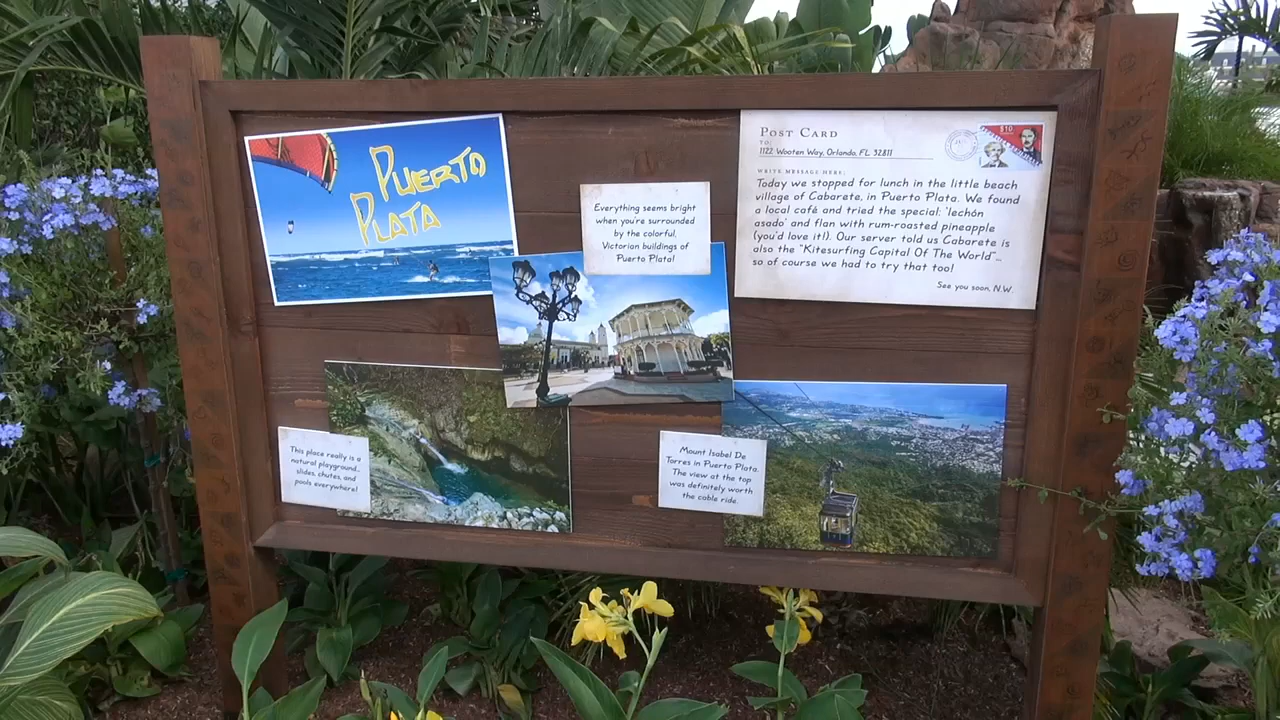 PUERTO
PLATA
Everything seems bright
when you're surrounded
by the colorful,
Victorian buildings of
Puerto Plata!
POST CARD
TO:
1122 Wooten Way, Orlando, FL 32811
$10
WRITE MESSAGE HERE:
Today we stopped for lunch in the little beach
village of Cabarete, in Puerto Plata. We found
a local café and tried the special: 'lechón
asado' and flan with rum-roasted pineapple
(you'd love it!). Our server told us Cabarete is
also the "Kitesurfing Capital Of The World"...
so of course we had to try that too!
See you soon, N.W.
This place really is a
natural playground...
slides, chutes, and
pools everywhere!
Mount Isabel De
Torres in Puerto Plata.
The view at the top
was definitely worth
the cable ride.